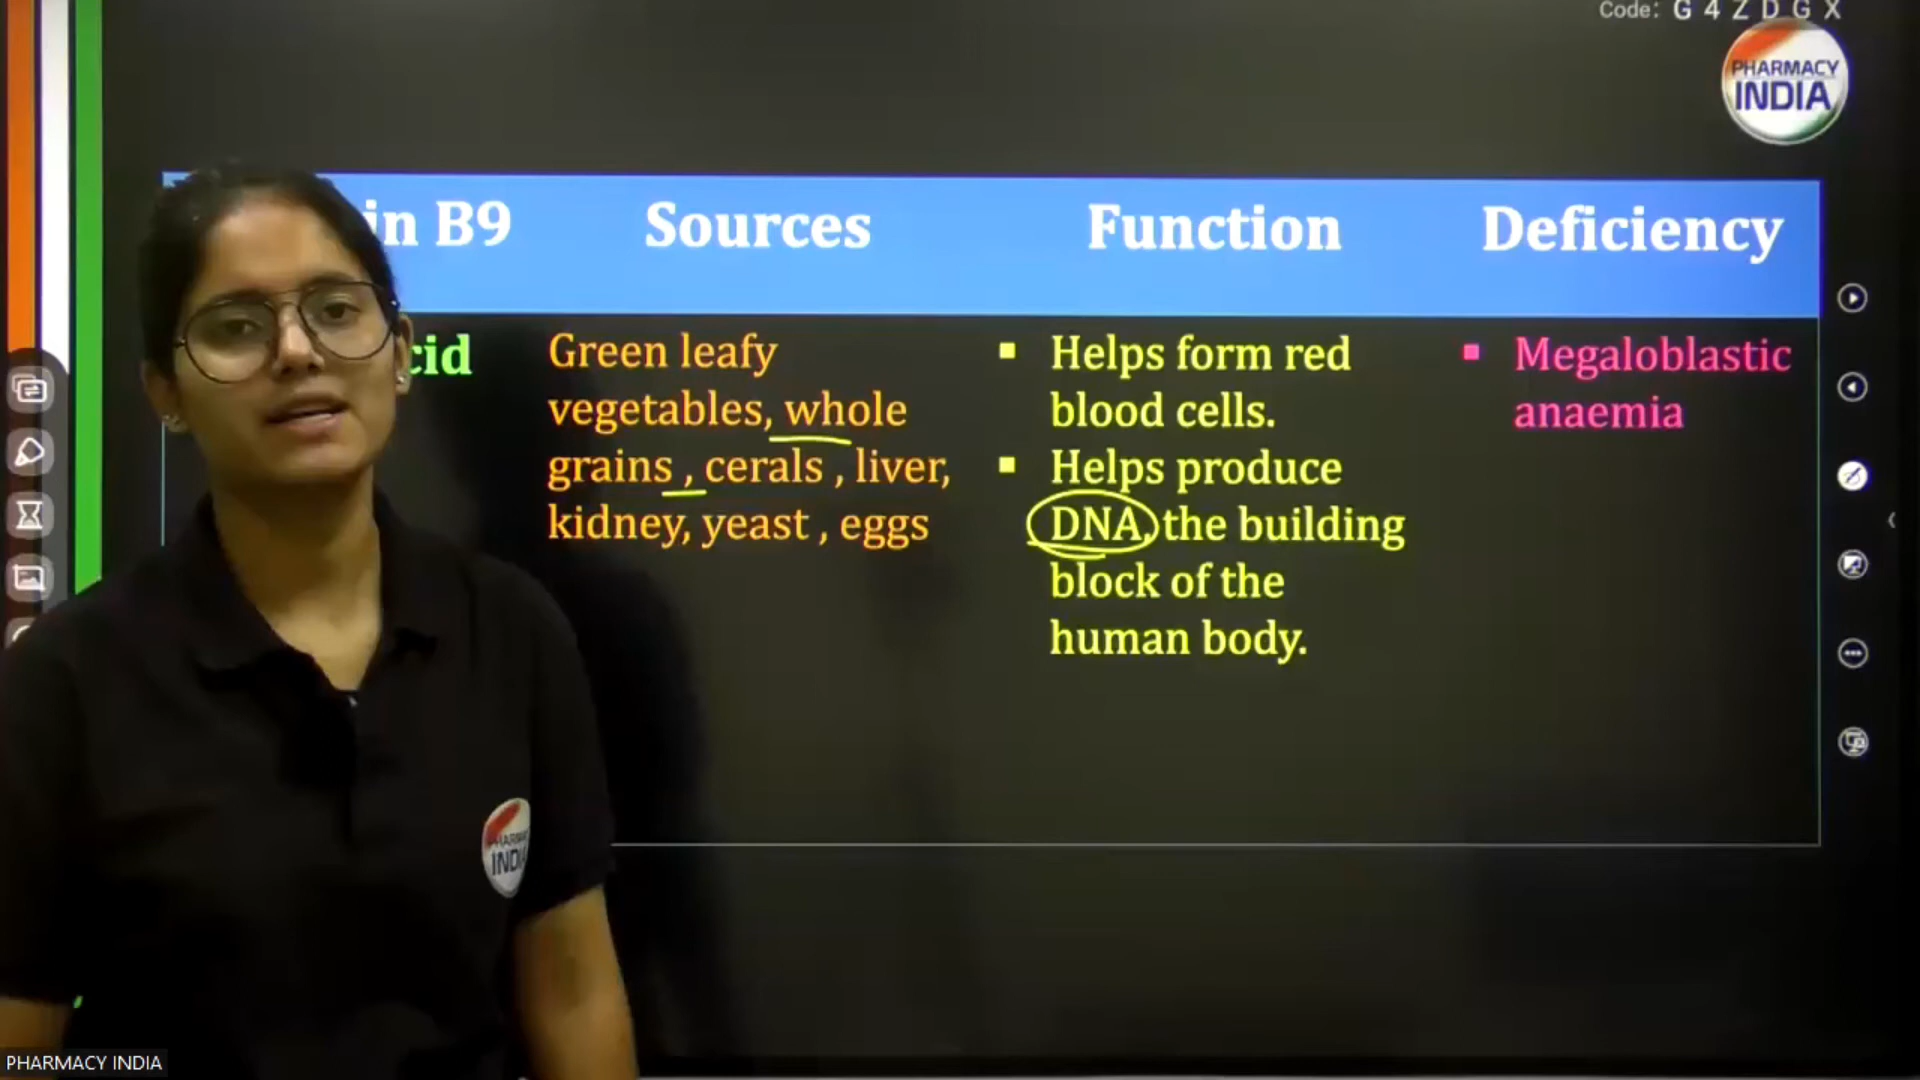 Code: G 4 Z D G X
PHARMACY
INDIA
in B9 Sources Function Deficiency
cid
Green leafy
vegetables, whole
grains , cerals , liver,
kidney, yeast , eggs
▪ Helps form red
blood cells.
▪ Helps produce
DNA, the building
block of the
human body.
▪ Megaloblastic
anaemia
INDIA
PHARMACY INDIA